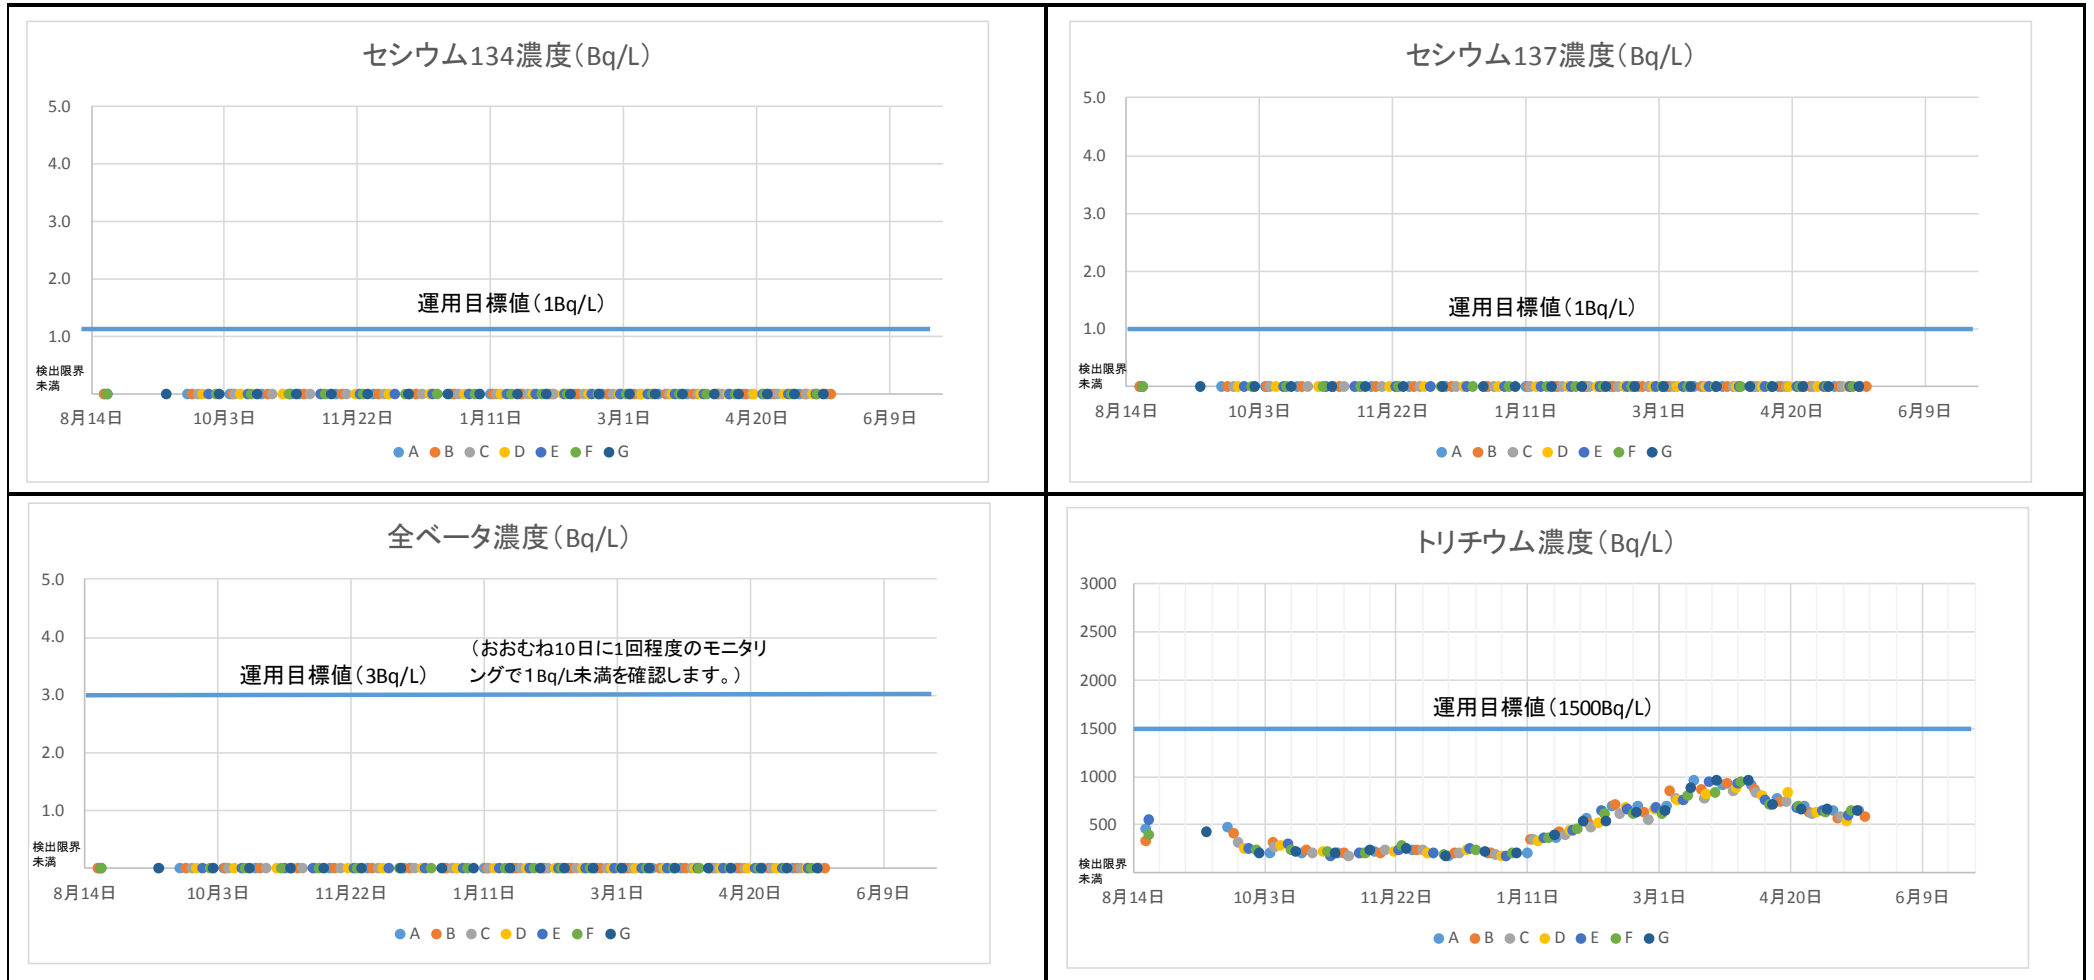 セシウム134濃度（Bq/L）
5.0
4.0
3.0
2.0
運用目標値（1Bq/L）
1.0
検出限界
未満
8月14日 10月3日 11月22日 1月11日 3月1日 4月20日 6月9日
A B C D E F G
セシウム137濃度（Bq/L）
5.0
4.0
3.0
2.0
運用目標値（1Bq/L）
1.0
検出限界
未満
8月14日 10月3日 11月22日 1月11日 3月1日 4月20日 6月9日
A B C D E F G
全ベータ濃度（Bq/L）
5.0
4.0
運用目標値（3Bq/L）
（おおむね10日に1回程度のモニタリ
ングで１Bq/L未満を確認します。）
3.0
2.0
1.0
検出限界
未満
8月14日 10月3日 11月22日 1月11日 3月1日 4月20日 6月9日
A B C D E F G
トリチウム濃度（Bq/L）
3000
2500
2000
運用目標値（1500Bq/L）
1500
1000
500
検出限界
未満
8月14日 10月3日 11月22日 1月11日 3月1日 4月20日 6月9日
A B C D E F G